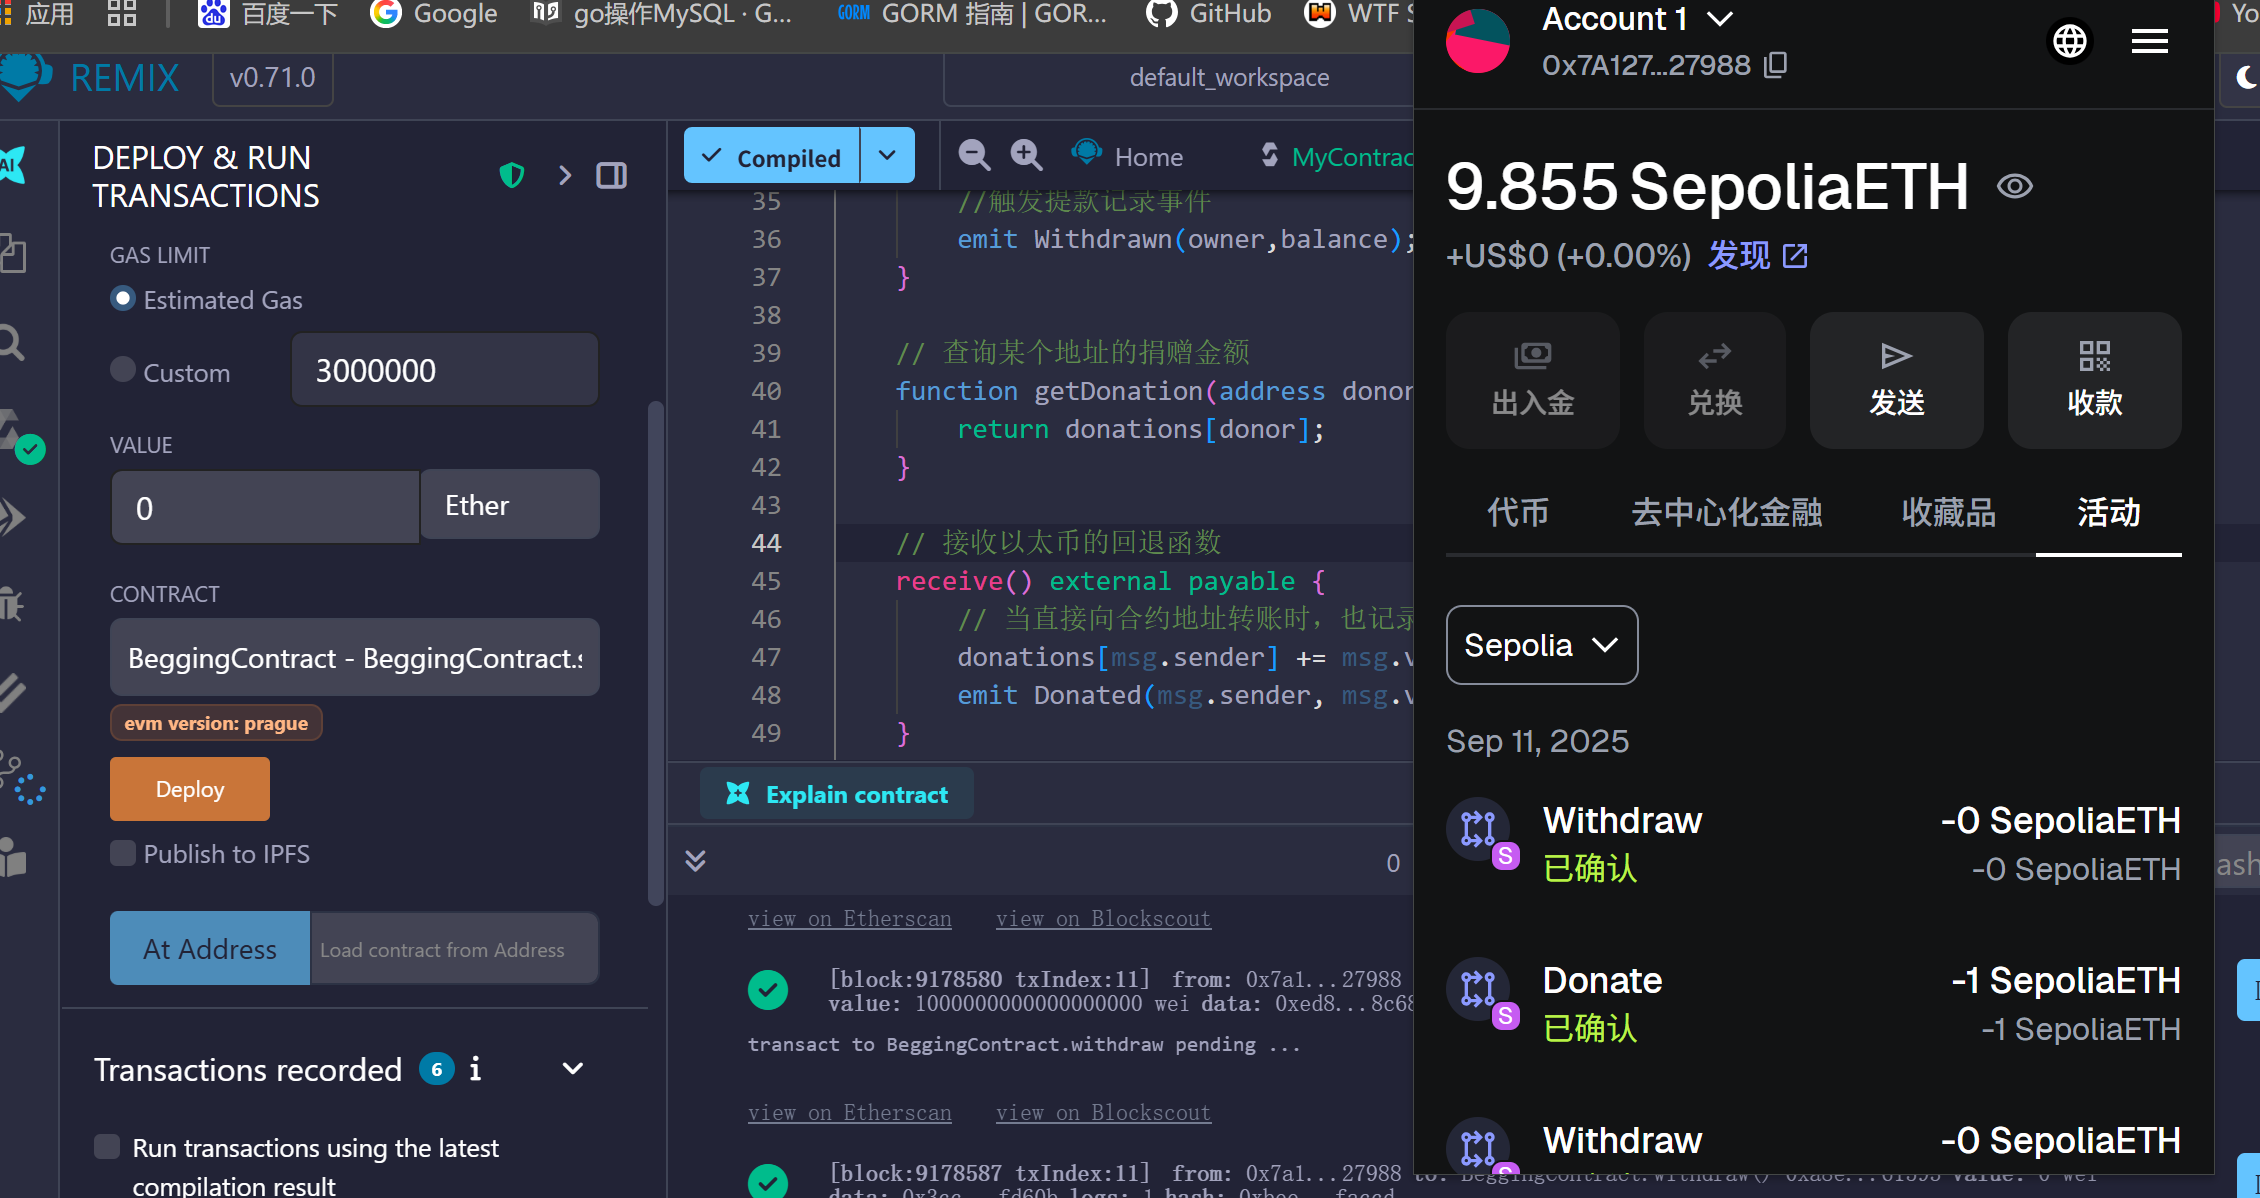 应用
百度一下
Google
go操作MySQL · G...
GORM 指南 | GOR...
GitHub
WTF S
Yo
REMIX
v0.71.0
default_workspace
AI
DEPLOY & RUN
TRANSACTIONS
GAS LIMIT
Estimated Gas
Custom
3000000
VALUE
0
Ether
CONTRACT
BeggingContract - BeggingContract.s
evm version: prague
Deploy
Publish to IPFS
At Address
Load contract from Address
Transactions recorded
6
i
Run transactions using the latest
compilation result
Compiled
Home
MyContrac
35 //触发提款记录事件
36 emit Withdrawn(owner,balance);
37 }
38
39 // 查询某个地址的捐赠金额
40 function getDonation(address donor
41 return donations[donor];
42 }
43
44 // 接收以太币的回退函数
45 receive() external payable {
46 // 当直接向合约地址转账时，也记录
47 donations[msg.sender] += msg.v
48 emit Donated(msg.sender, msg.v
49 }
Explain contract
0
ash
view on Etherscan view on Blockscout
[block:9178580 txIndex:11] from: 0x7a1...27988
value: 1000000000000000000 wei data: 0xed8...8c68
transact to BeggingContract.withdraw pending ...
view on Etherscan view on Blockscout
[block:9178587 txIndex:11] from: 0x7a1...27988 to: BeggingContract.withdraw() 0xa8e...61593 value: 0 wei
data: 0x3cc...fd60b logs: 1 hash: 0xbee...faccd
Account 1
0x7A127...27988
9.855 SepoliaETH
+US$0 (+0.00%) 发现
出入金
兑换
发送
收款
代币
去中心化金融
收藏品
活动
Sepolia
Sep 11, 2025
Withdraw
-0 SepoliaETH
S
已确认
-0 SepoliaETH
Donate
-1 SepoliaETH
S
已确认
-1 SepoliaETH
Withdraw
-0 SepoliaETH
S